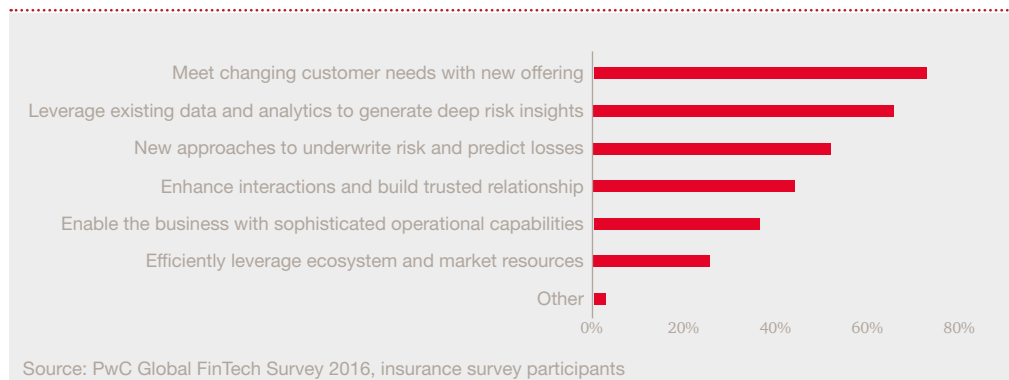 Meet changing customer needs with new offering
Leverage existing data and analytics to generate deep risk insights
New approaches to underwrite risk and predict losses
Enhance interactions and build trusted relationship
Enable the business with sophisticated operational capabilities
Efficiently leverage ecosystem and market resources
Other
0% 20% 40% 60% 80%
Source: PwC Global FinTech Survey 2016, insurance survey participants